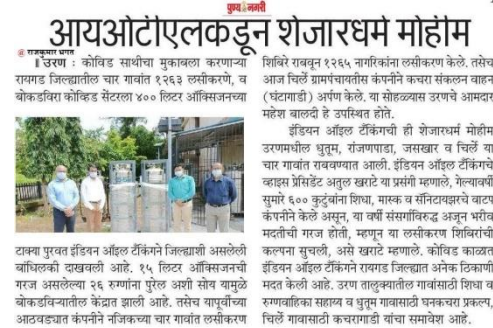 पुण्य नगरी
आयओटीएलकडून शेजारधर्म मोहीम
@ राजकुमार भगत
॥ उरण : कोविड साथीचा मुकाबला करणाऱ्या
रायगड जिल्ह्यातील चार गावांत १२६३ लसीकरणे, व
बोकडविरा कोव्हिड सेंटरला ४०० लिटर ऑक्सिजनच्या
टाक्या पुरवत इंडियन ऑइल टँकिंगने जिल्ह्याशी असलेली
बांधिलकी दाखवली आहे. १५ लिटर ऑक्सिजनची
गरज असलेल्या २६ रुग्णांना पुरेल अशी सोय यामुळे
बोकडविऱ्यातील केंद्रात झाली आहे. तसेच यापूर्वीच्या
आठवड्यात कंपनीने नजिकच्या चार गावांत लसीकरण
शिबिरे राबवून १२६५ नागरिकांना लसीकरण केले. तसेच
आज चिर्ले ग्रामपंचायतीस कंपनीने कचरा संकलन वाहन
(घंटागाडी) अर्पण केले. या सोहळ्यास उरणचे आमदार
महेश बालदी हे उपस्थित होते.
इंडियन ऑइल टँकिंगची ही शेजारधर्म मोहीम
उरणमधील धुतूम, रांजणपाडा, जसखार व चिर्ले या
चार गावांत राबवण्यात आली. इंडियन ऑइल टँकिंगचे
व्हाइस प्रेसिडेंट अतुल खराटे या प्रसंगी म्हणाले, गेल्यावर्षी
सुमारे ६०० कुटुंबांना शिधा, मास्क व सॅनिटायझरचे वाटप
कंपनीने केले असून, या वर्षी संसर्गाविरुद्ध अजून भरीव
मदतीची गरज होती, म्हणून या लसीकरण शिबिरांची
कल्पना सुचली, असे खराटे म्हणाले. कोविड काळात
इंडियन ऑइल टँकिंगने रायगड जिल्ह्यात अनेक ठिकाणी
मदत केली आहे. उरण तालुक्यातील गावांसाठी शिधा व
रुग्णवाहिका सहाय्य व धुतूम गावासाठी घनकचरा प्रकल्प,
चिर्ले गावासाठी कचरागाडी यांचा समावेश आहे.